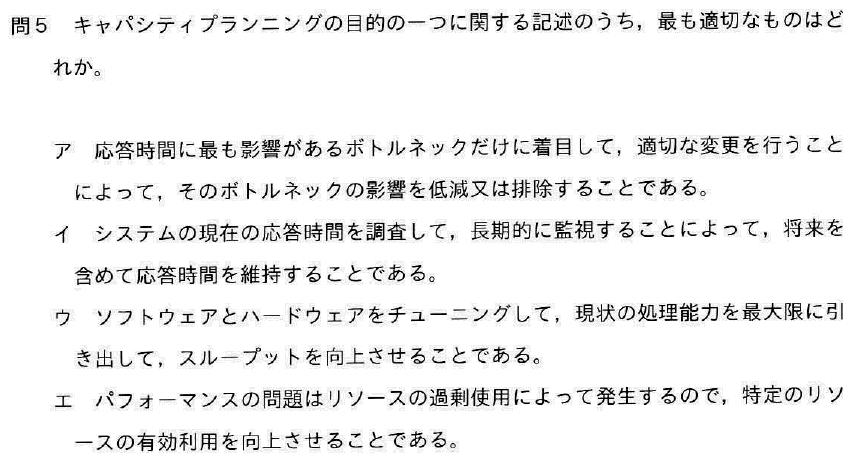 問5 キャパシティプランニングの目的の一つに関する記述のうち，最も適切なものはど
れか。
ア 応答時間に最も影響があるボトルネックだけに着目して，適切な変更を行うこと
によって，そのボトルネックの影響を低減又は排除することである。
イ システムの現在の応答時間を調査して，長期的に監視することによって，将来を
含めて応答時間を維持することである。
ウ ソフトウェアとハードウェアをチューニングして，現状の処理能力を最大限に引
き出して，スループットを向上させることである。
エ パフォーマンスの問題はリソースの過剰使用によって発生するので，特定のリソ
ースの有効利用を向上させることである。